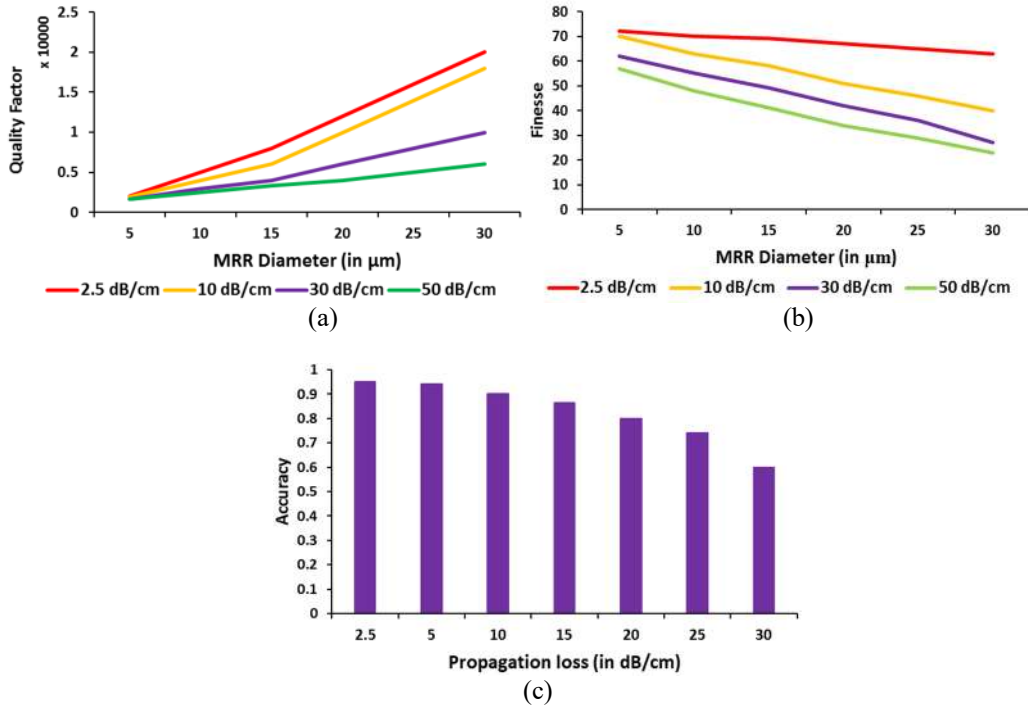 Quality Factor
x 10000
2
1.5
1
0.5
0
5 10 15 20 25 30
MRR Diameter (in μm)
2.5 dB/cm 10 dB/cm 30 dB/cm 50 dB/cm
(a)
Finesse
80
70
60
50
40
30
20
10
0
5 10 15 20 25 30
MRR Diameter (in μm)
2.5 dB/cm 10 dB/cm 30 dB/cm 50 dB/cm
(b)
Accuracy
1
0.9
0.8
0.7
0.6
0.5
0.4
0.3
0.2
0.1
0
2.5 5 10 15 20 25 30
Propagation loss (in dB/cm)
(c)